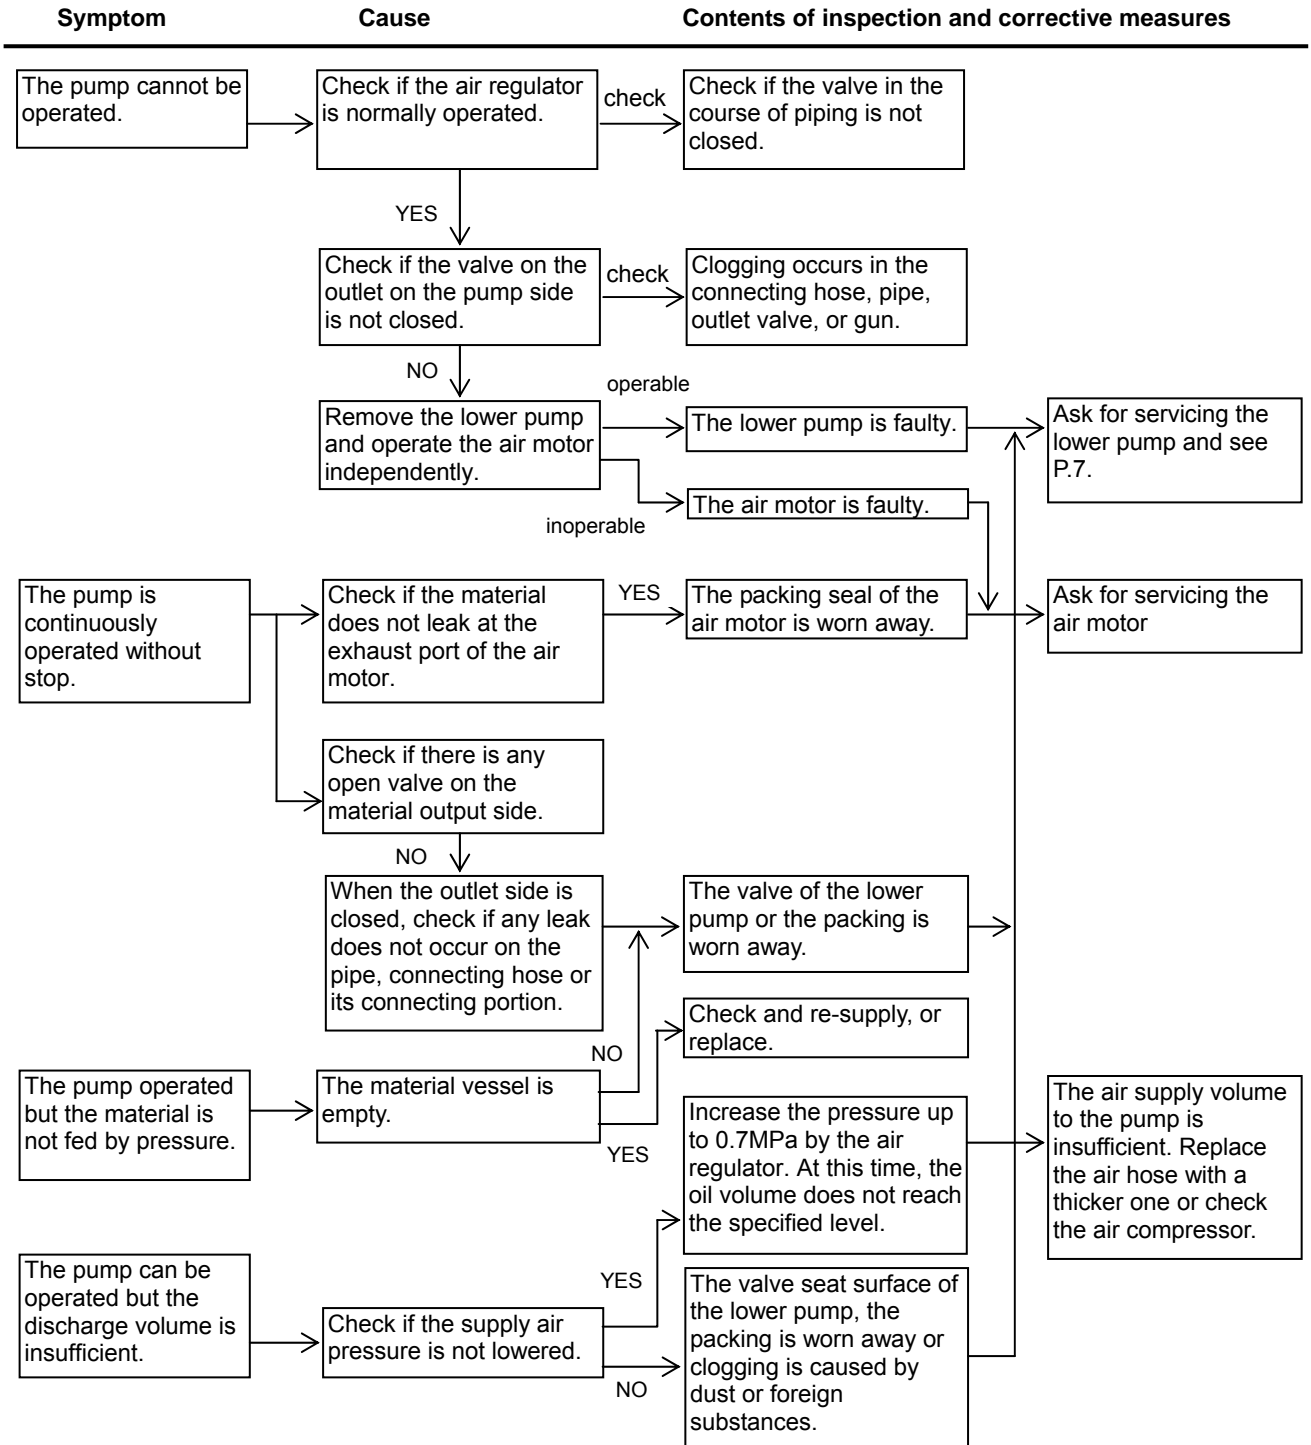 Symptom
Cause
Contents of inspection and corrective measures
The pump cannot be
operated.
Check if the air regulator
is normally operated.
check
Check if the valve in the
course of piping is not
closed.
YES
Check if the valve on the
outlet on the pump side
is not closed.
check
Clogging occurs in the
connecting hose, pipe,
outlet valve, or gun.
NO
operable
Remove the lower pump
and operate the air motor
independently.
The lower pump is faulty.
Ask for servicing the
lower pump and see
P.7.
The air motor is faulty.
inoperable
The pump is
continuously
operated without
stop.
Check if the material
does not leak at the
exhaust port of the air
motor.
YES
The packing seal of the
air motor is worn away.
Ask for servicing the
air motor
Check if there is any
open valve on the
material output side.
NO
When the outlet side is
closed, check if any leak
does not occur on the
pipe, connecting hose or
its connecting portion.
The valve of the lower
pump or the packing is
worn away.
Check and re-supply, or
replace.
NO
The pump operated
but the material is
not fed by pressure.
The material vessel is
empty.
YES
Increase the pressure up
to 0.7MPa by the air
regulator. At this time, the
oil volume does not reach
the specified level.
The air supply volume
to the pump is
insufficient. Replace
the air hose with a
thicker one or check
the air compressor.
The pump can be
operated but the
discharge volume is
insufficient.
Check if the supply air
pressure is not lowered.
YES
NO
The valve seat surface of
the lower pump, the
packing is worn away or
clogging is caused by
dust or foreign
substances.